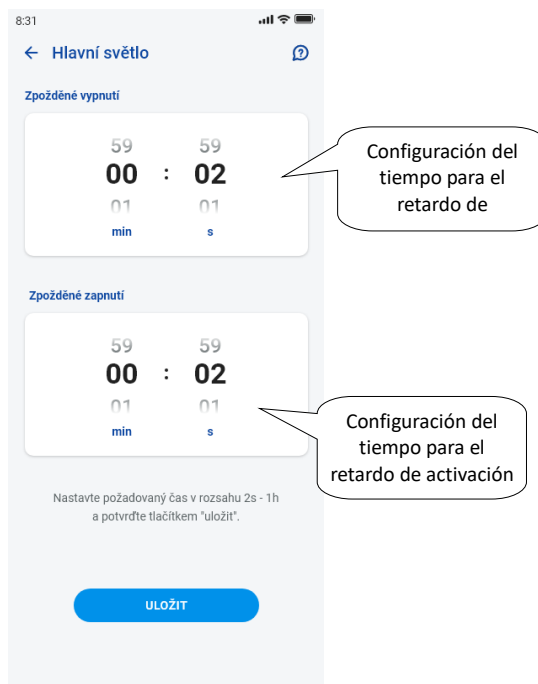 8:31
Hlavní světlo
Zpožděné vypnutí
59 59
00 : 02
01 01
min s
Configuración del
tiempo para el
retardo de
Zpožděné zapnutí
59 59
00 : 02
01 01
min s
Configuración del
tiempo para el
retardo de activación
Nastavte požadovaný čas v rozsahu 2s - 1h
a potvrďte tlačítkem "uložit".
ULOŽIT